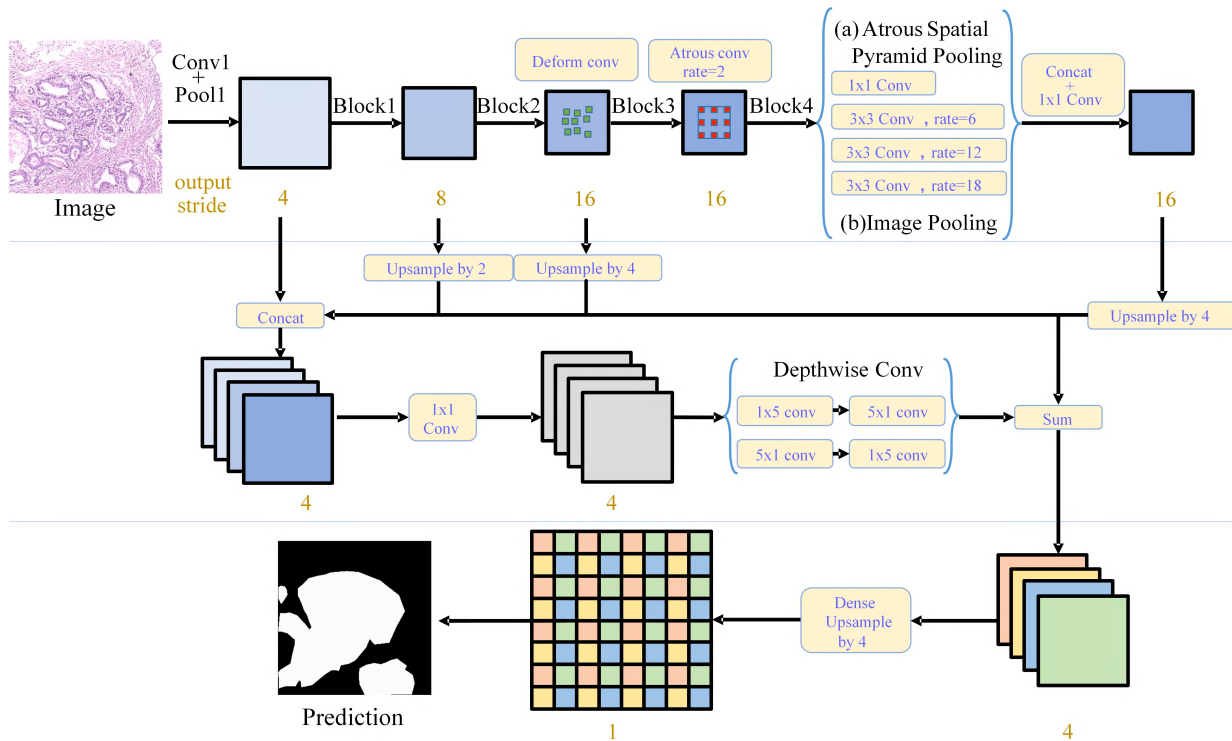 Conv1
+
Pool1
output
stride
Image
4
Block1
8
Block2
Deform conv
16
Block3
Atrous conv
rate=2
16
Block4
(a) Atrous Spatial
Pyramid Pooling
1x1 Conv
3x3 Conv , rate=6
3x3 Conv , rate=12
3x3 Conv , rate=18
(b)Image Pooling
Concat
+
1x1 Conv
16
Upsample by 2
Upsample by 4
Concat
Upsample by 4
4
1x1
Conv
4
Depthwise Conv
1x5 conv
5x1 conv
5x1 conv
1x5 conv
Sum
Prediction
1
Dense
Upsample
by 4
4